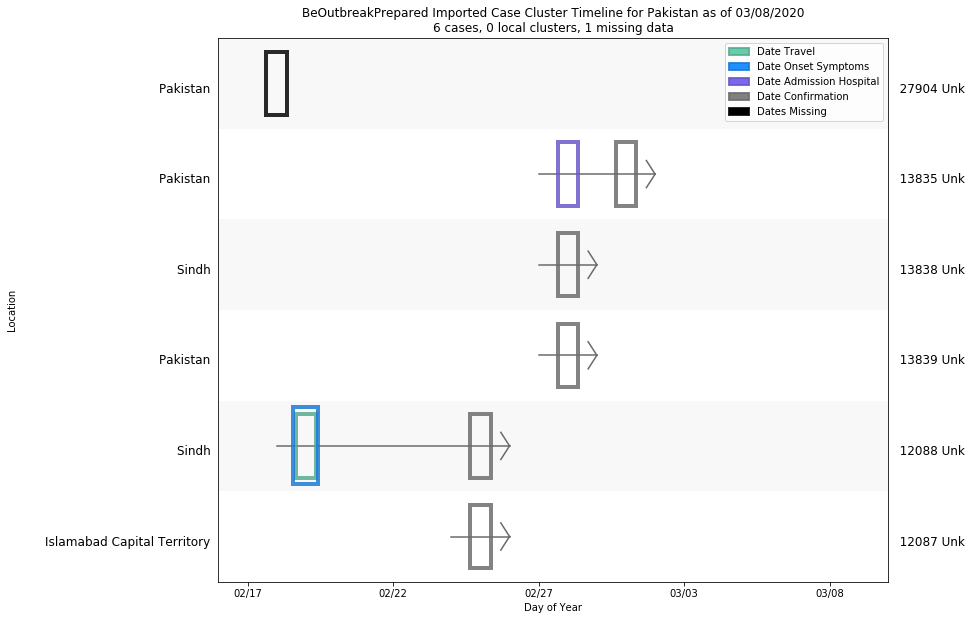 BeOutbreakPrepared Imported Case Cluster Timeline for Pakistan as of 03/08/2020
6 cases, 0 local clusters, 1 missing data
Date Travel
Date Onset Symptoms
Date Admission Hospital
Date Confirmation
Dates Missing
Pakistan
27904 Unk
Pakistan
13835 Unk
Sindh
13838 Unk
Location
Pakistan
13839 Unk
Sindh
12088 Unk
Islamabad Capital Territory
12087 Unk
02/17
02/22
02/27
03/03
03/08
Day of Year